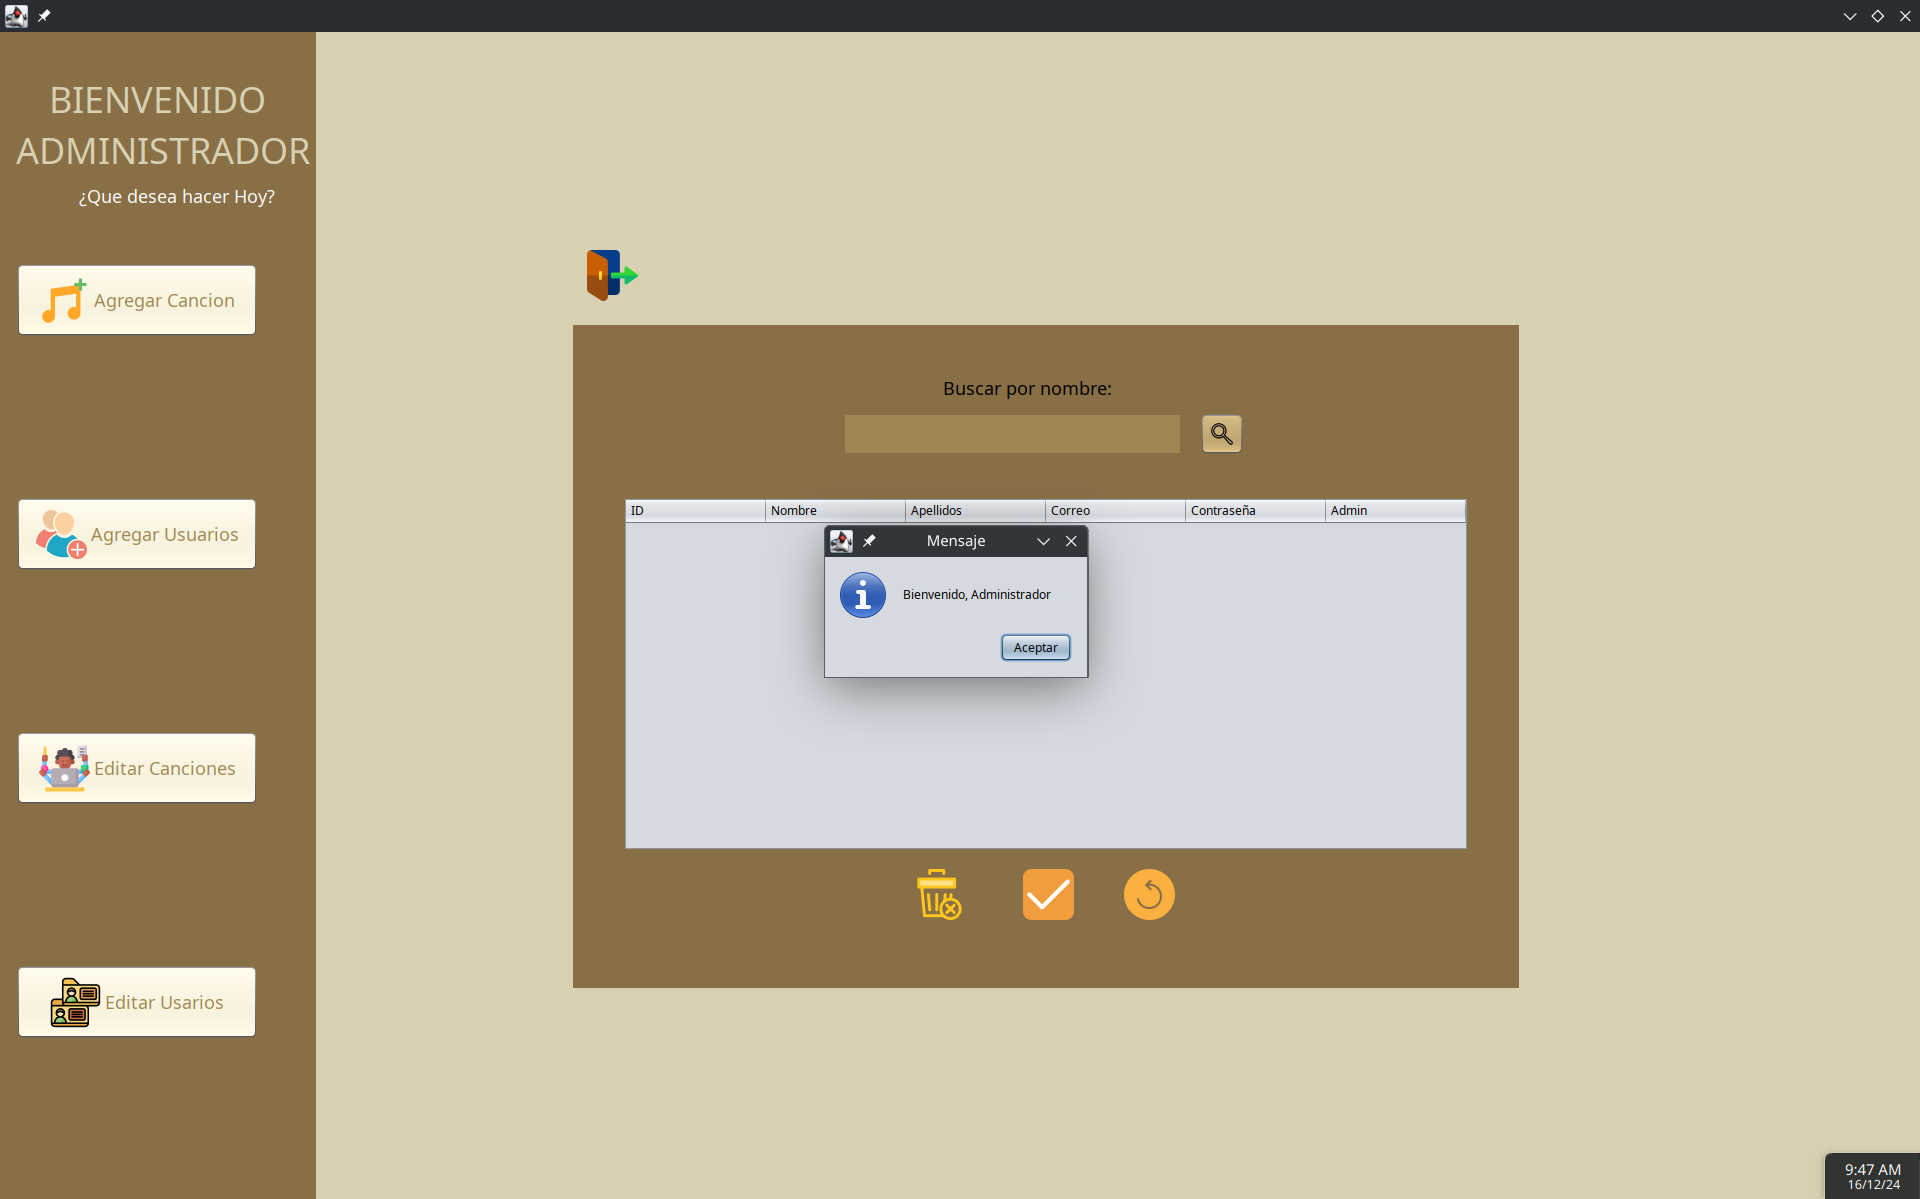 BIENVENIDO
ADMINISTRADOR
¿Que desea hacer Hoy?
Agregar Cancion
Agregar Usuarios
Editar Canciones
Editar Usarios
Buscar por nombre:
ID Nombre Apellidos Correo Contraseña Admin
Mensaje
Bienvenido, Administrador
Aceptar
9:47 AM
16/12/24